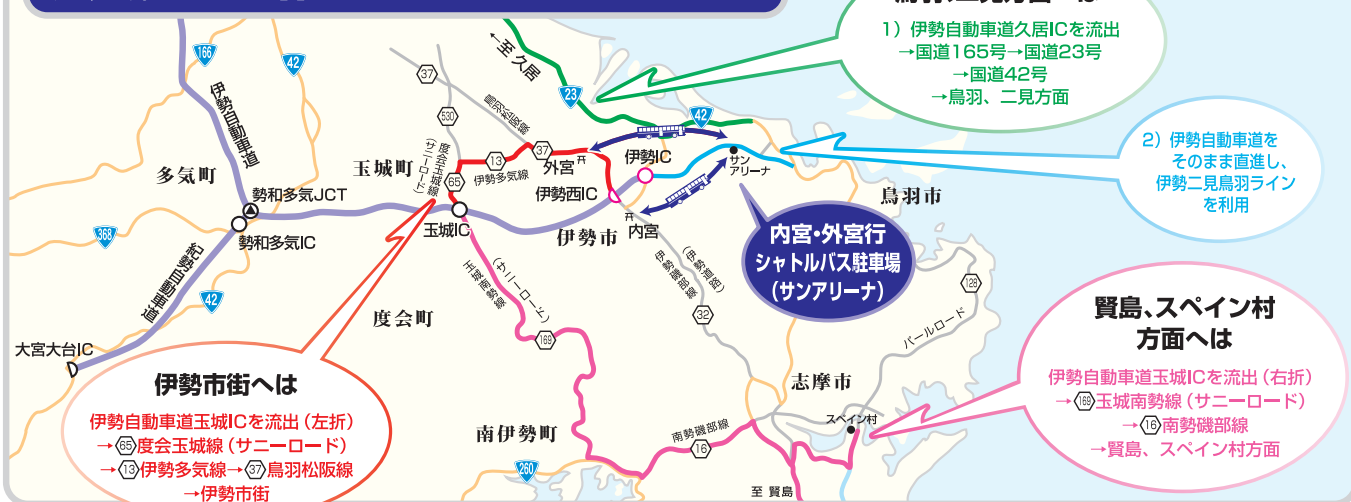 1) 伊勢自動車道久居ICを流出
→国道165号→国道23号
→国道42号
→鳥羽、二見方面
2) 伊勢自動車道を
そのまま直進し、
伊勢二見鳥羽ライン
を利用
←至 久居
166
42
23
42
37
530
鳥羽松阪線
度会玉城線
(サニーロード)
伊勢自動車道
多気町
玉城町
65
13
伊勢多気線
37
外宮
伊勢IC
サン
アリーナ
伊勢西IC
鳥羽市
勢和多気JCT
勢和多気IC
368
玉城IC
伊勢市
内宮
内宮・外宮行
シャトルバス駐車場
(サンアリーナ)
紀勢自動車道
42
玉城南勢線
(サニーロード)
伊勢磯部線
(伊勢道路)
32
128
パールロード
度会町
169
大宮大台IC
伊勢市街へは
伊勢自動車道玉城ICを流出(左折)
→65度会玉城線(サニーロード)
→13伊勢多気線→37鳥羽松阪線
→伊勢市街
志摩市
スペイン村
南伊勢町
南勢磯部線
16
260
至 賢島
賢島、スペイン村
方面へは
伊勢自動車道玉城ICを流出(右折)
→169玉城南勢線(サニーロード)
→16南勢磯部線
→賢島、スペイン村方面